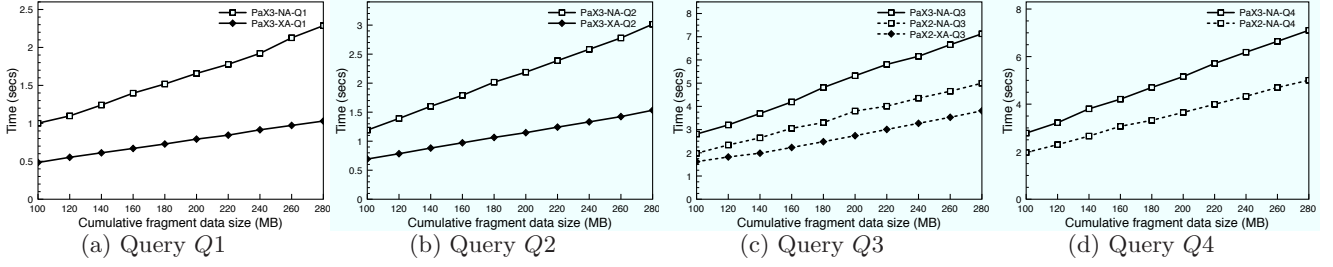 2.5
2
1.5
1
0.5
0
Time (secs)
PaX3-NA-Q1
PaX3-XA-Q1
100 120 140 160 180 200 220 240 260 280
Cumulative fragment data size (MB)
(a) Query Q1
3
2.5
2
1.5
1
0.5
0
Time (secs)
PaX3-NA-Q2
PaX3-XA-Q2
100 120 140 160 180 200 220 240 260 280
Cumulative fragment data size (MB)
(b) Query Q2
8
7
6
5
4
3
2
1
0
Time (secs)
PaX3-NA-Q3
PaX2-NA-Q3
PaX2-XA-Q3
100 120 140 160 180 200 220 240 260 280
Cumulative fragment data size (MB)
(c) Query Q3
8
6
4
2
0
Time (secs)
PaX3-NA-Q4
PaX2-NA-Q4
100 120 140 160 180 200 220 240 260 280
Cumulative fragment data size (MB)
(d) Query Q4